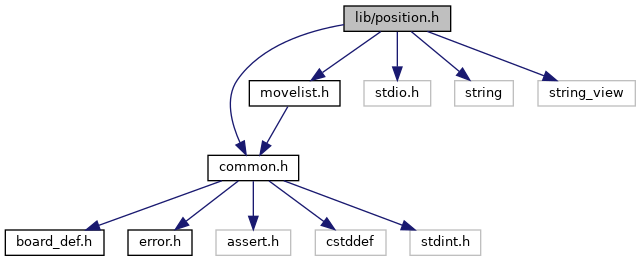 lib/position.h
movelist.h
stdio.h
string
string_view
common.h
board_def.h
error.h
assert.h
cstddef
stdint.h